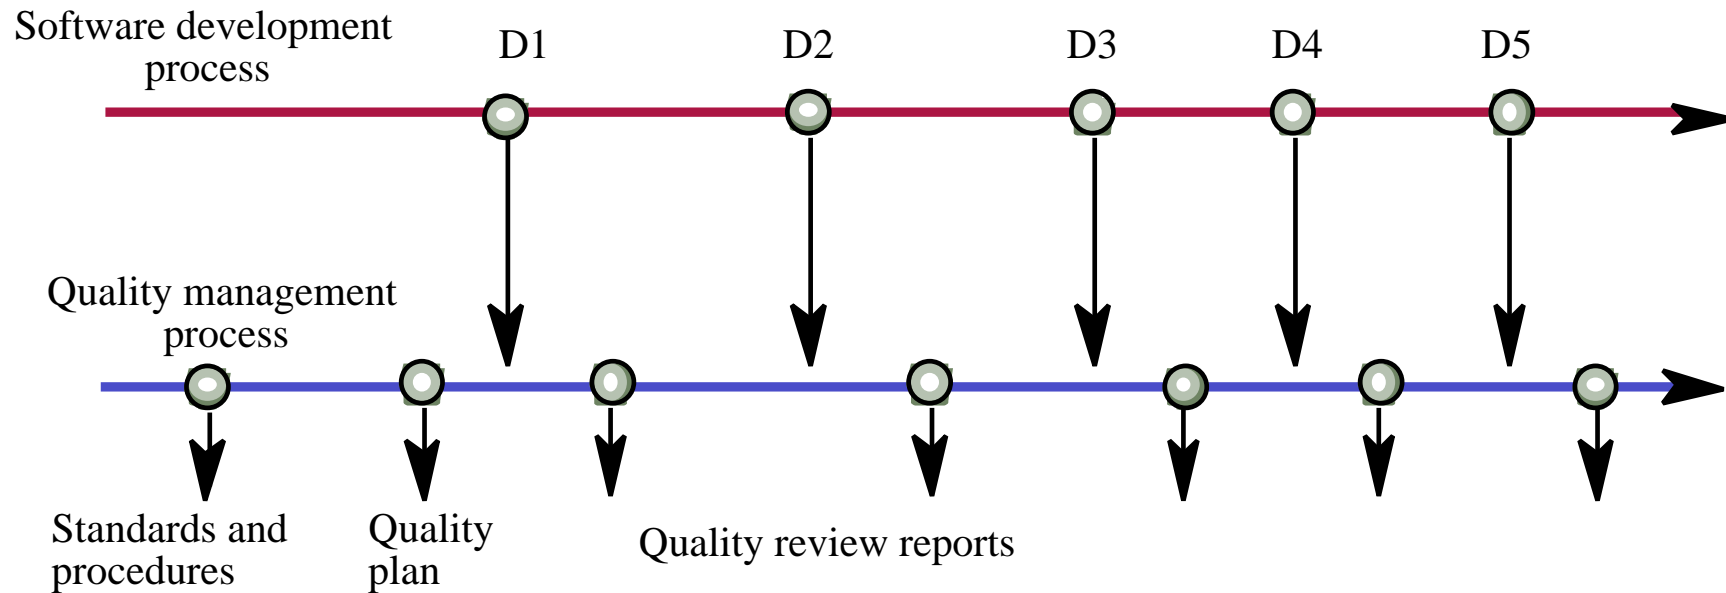 Software development
process
D1
D2
D3
D4
D5
Quality management
process
Standards and
procedures
Quality
plan
Quality review reports